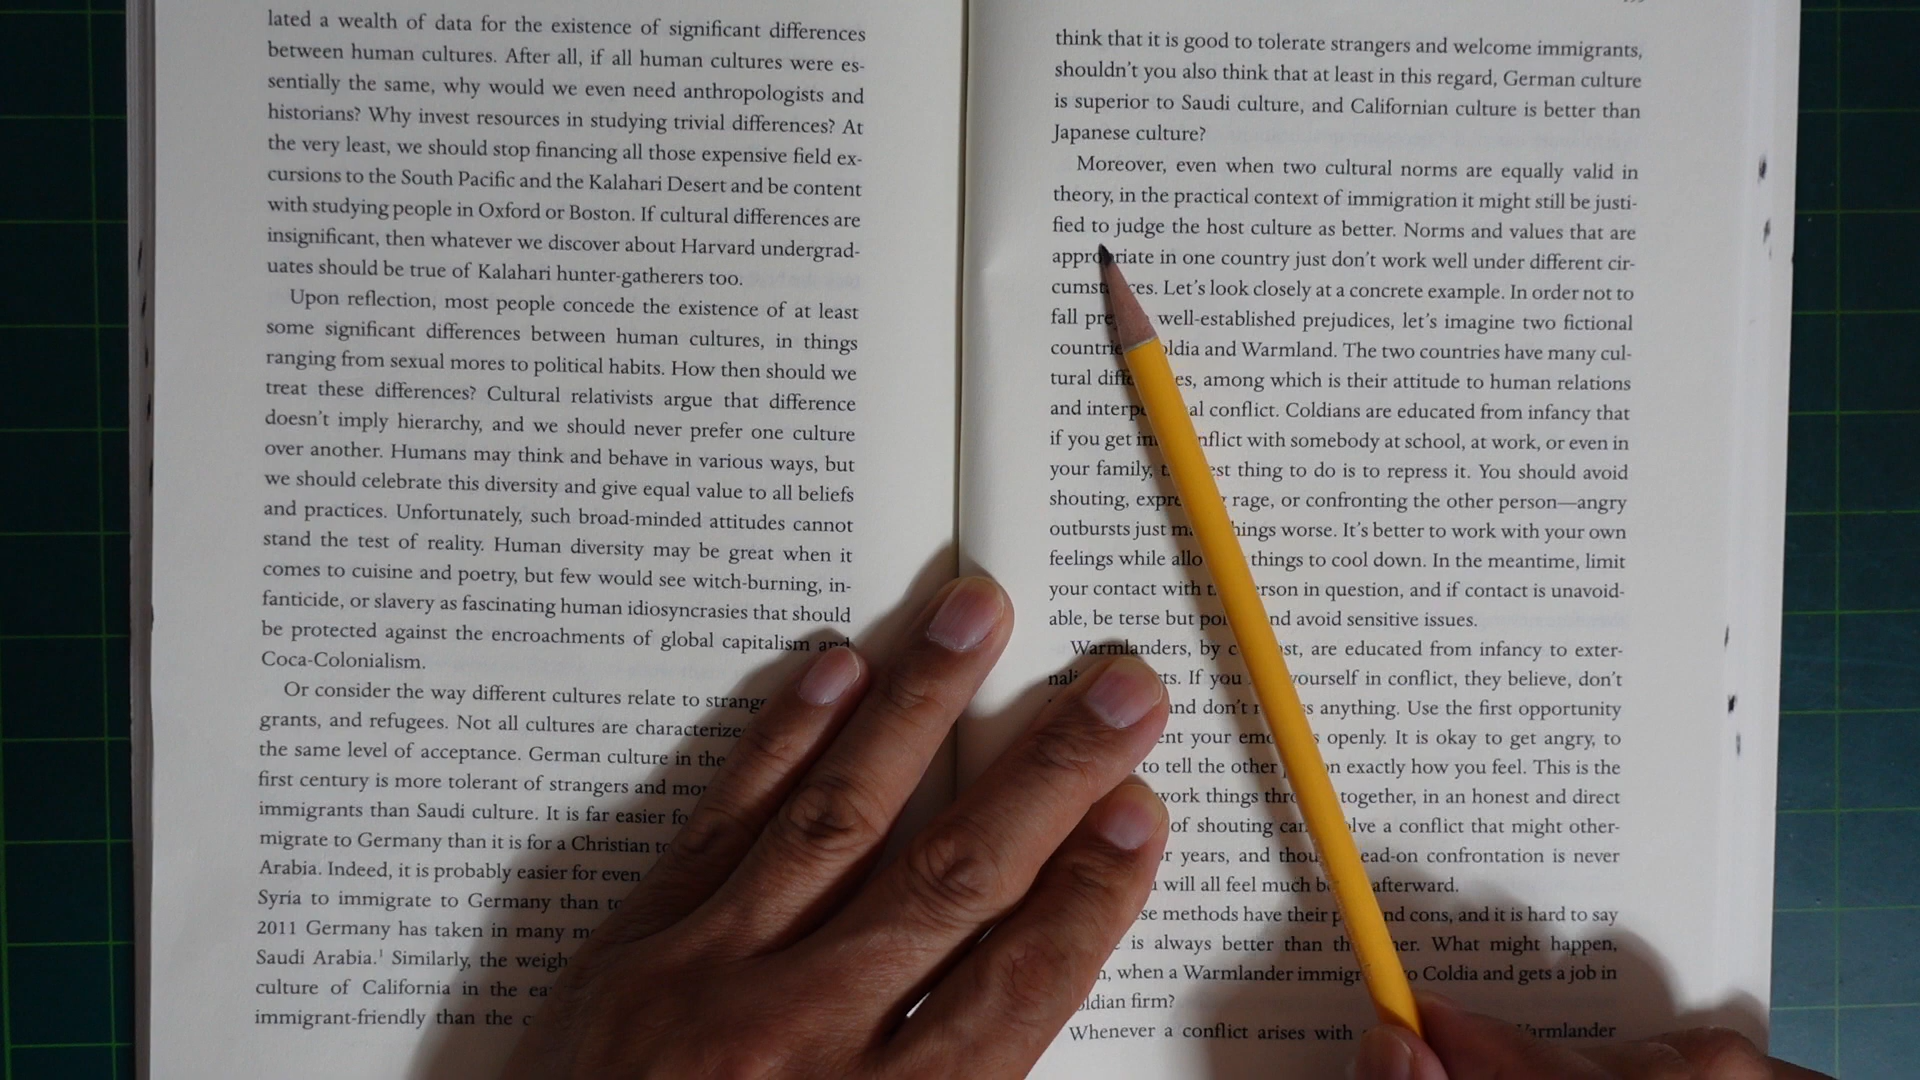 lated a wealth of data for the existence of significant differences
between human cultures. After all, if all human cultures were es-
sentially the same, why would we even need anthropologists and
historians? Why invest resources in studying trivial differences? At
the very least, we should stop financing all those expensive field ex-
cursions to the South Pacific and the Kalahari Desert and be content
with studying people in Oxford or Boston. If cultural differences are
insignificant, then whatever we discover about Harvard undergrad-
uates should be true of Kalahari hunter-gatherers too.
Upon reflection, most people concede the existence of at least
some significant differences between human cultures, in things
ranging from sexual mores to political habits. How then should we
treat these differences? Cultural relativists argue that difference
doesn't imply hierarchy, and we should never prefer one culture
over another. Humans may think and behave in various ways, but
we should celebrate this diversity and give equal value to all beliefs
and practices. Unfortunately, such broad-minded attitudes cannot
stand the test of reality. Human diversity may be great when it
comes to cuisine and poetry, but few would see witch-burning, in-
fanticide, or slavery as fascinating human idiosyncrasies that should
be protected against the encroachments of global capitalism and
Coca-Colonialism.
Or consider the way different cultures relate to
grants, and refugees. Not all cultures are
the same level of acceptance. German culture in the
first century is more tolerant of strangers and
immigrants than Saudi culture. It is far easier
migrate to Germany than it is for a Christian
Arabia. Indeed, it is probably easier for even
Syria to immigrate to Germany than
2011 Germany has taken in many
Saudi Arabia.¹ Similarly, the
culture of California in the
immigrant-friendly than the
think that it is good to tolerate strangers and welcome immigrants,
shouldn't you also think that at least in this regard, German culture
is superior to Saudi culture, and Californian culture is better than
Japanese culture?
Moreover, even when two cultural norms are equally valid in
theory, in the practical context of immigration it might still be justi-
fied to judge the host culture as better. Norms and values that are
appropriate in one country just don't work well under different cir-
cumstances. Let's look closely at a concrete example. In order not to
fall well-established prejudices, let's imagine two fictional
and Warmland. The two countries have many cul-
tural among which is their attitude to human relations
and conflict. Coldians are educated from infancy that
if you get conflict with somebody at school, at work, or even in
your family, thing to do is to repress it. You should avoid
shouting, rage, or confronting the other person—angry
outbursts just things worse. It's better to work with your own
feelings while things to cool down. In the meantime, limit
your contact with person in question, and if contact is unavoid-
able, be terse but and avoid sensitive issues.
Warmlanders, by are educated from infancy to exter-
If you yourself in conflict, they believe, don't
and don't anything. Use the first opportunity
your openly. It is okay to get angry, to
to tell the other exactly how you feel. This is the
work things together, in an honest and direct
of shouting can a conflict that might other-
years, and confrontation is never
will all feel much afterward.
methods have their and cons, and it is hard to say
is always better than What might happen,
when a Warmlander Coldia and gets a job in
firm?
Whenever a conflict arises with Warmlander